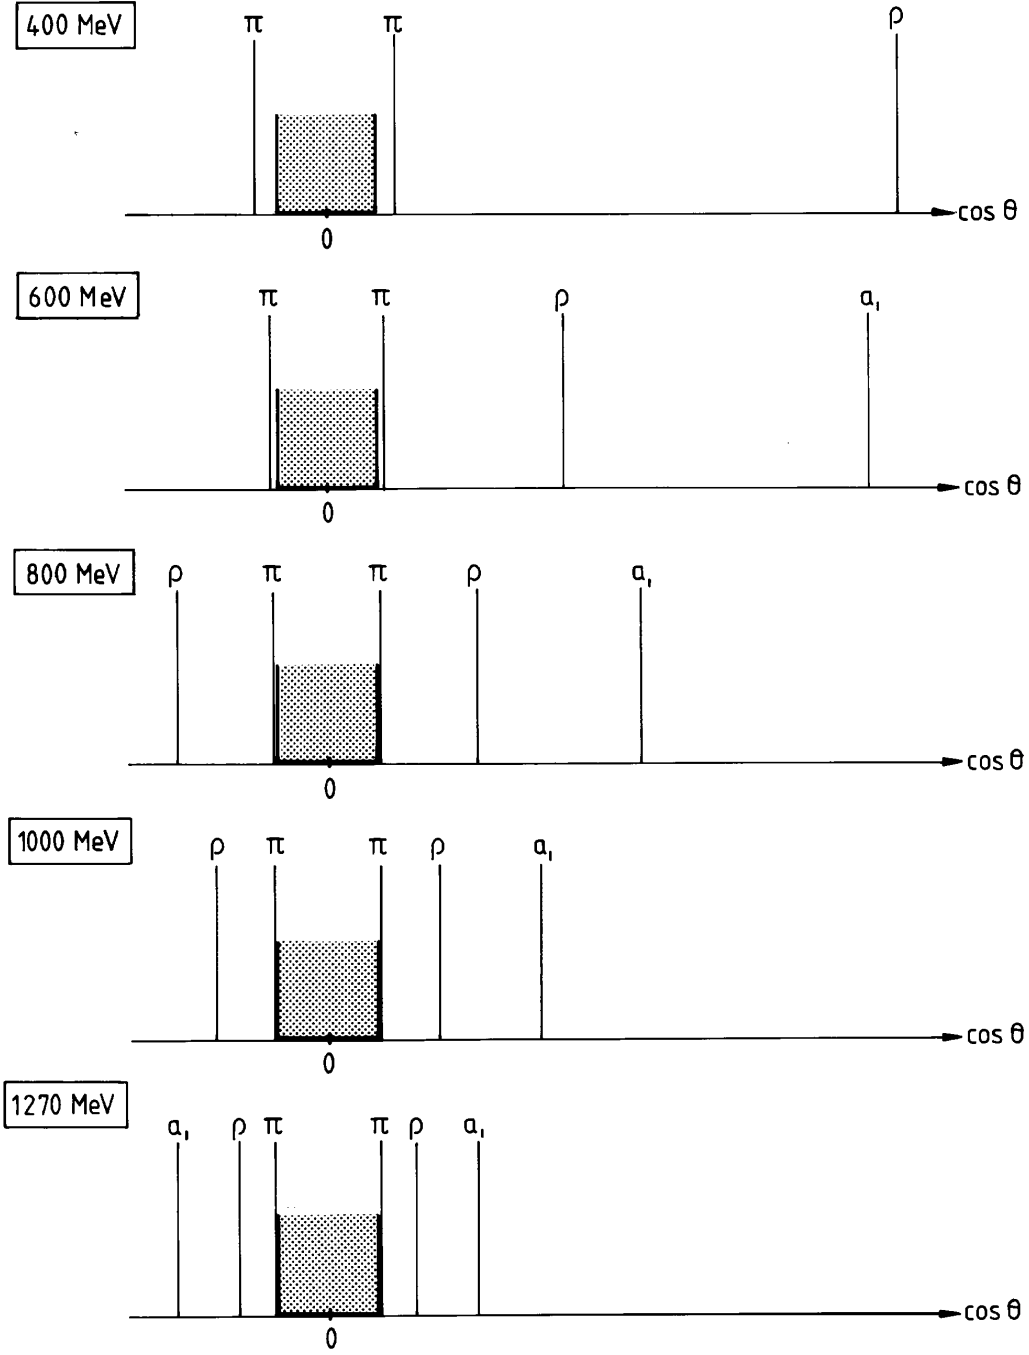 400 MeV
π π ρ
cos θ
0
600 MeV
π π ρ a₁
cos θ
0
800 MeV
ρ π π ρ a₁
cos θ
0
1000 MeV
ρ π π ρ a₁
cos θ
0
1270 MeV
a₁ ρ π π ρ a₁
cos θ
0